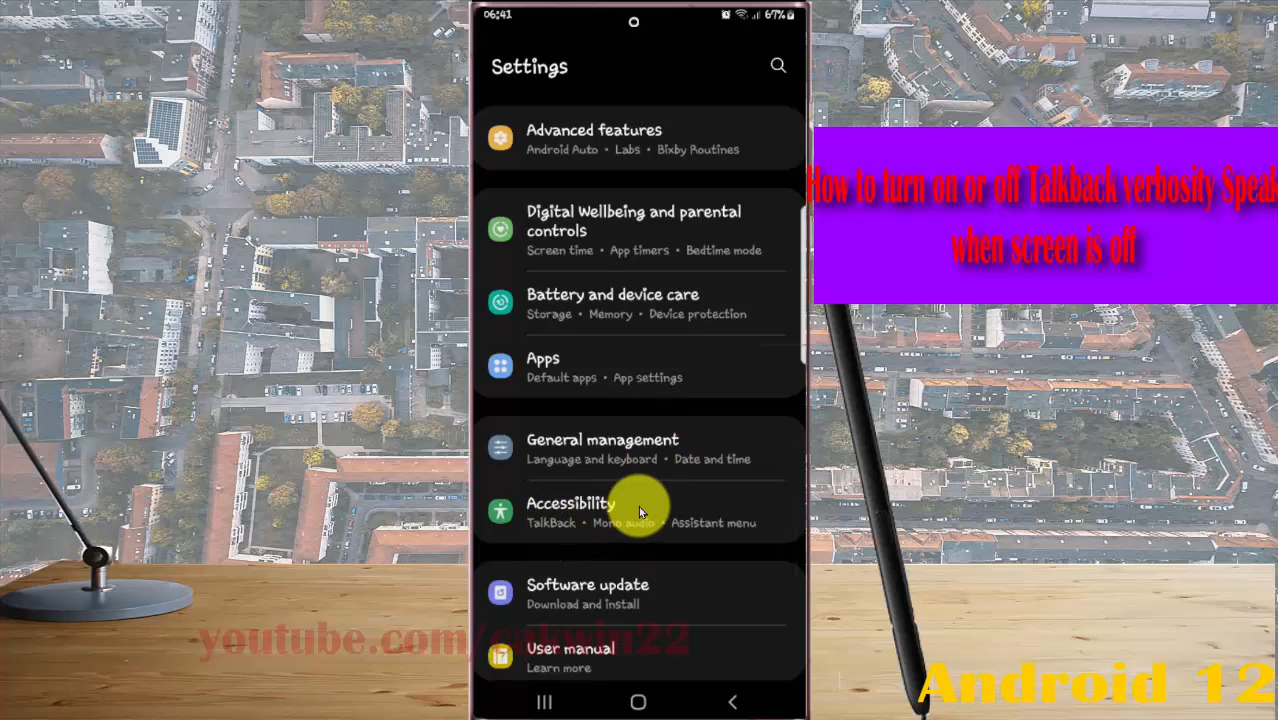 06:41
67%
Settings
Advanced features
Android Auto • Labs • Bixby Routines
Digital Wellbeing and parental
controls
Screen time • App timers • Bedtime mode
Battery and device care
Storage • Memory • Device protection
Apps
Default apps • App settings
General management
Language and keyboard • Date and time
Accessibility
TalkBack • Mono audio • Assistant menu
Software update
Download and install
User manual
Learn more
How to turn on or off Talkback verbosity Speak
when screen is off
youtube.com/cakwin22
Android 12